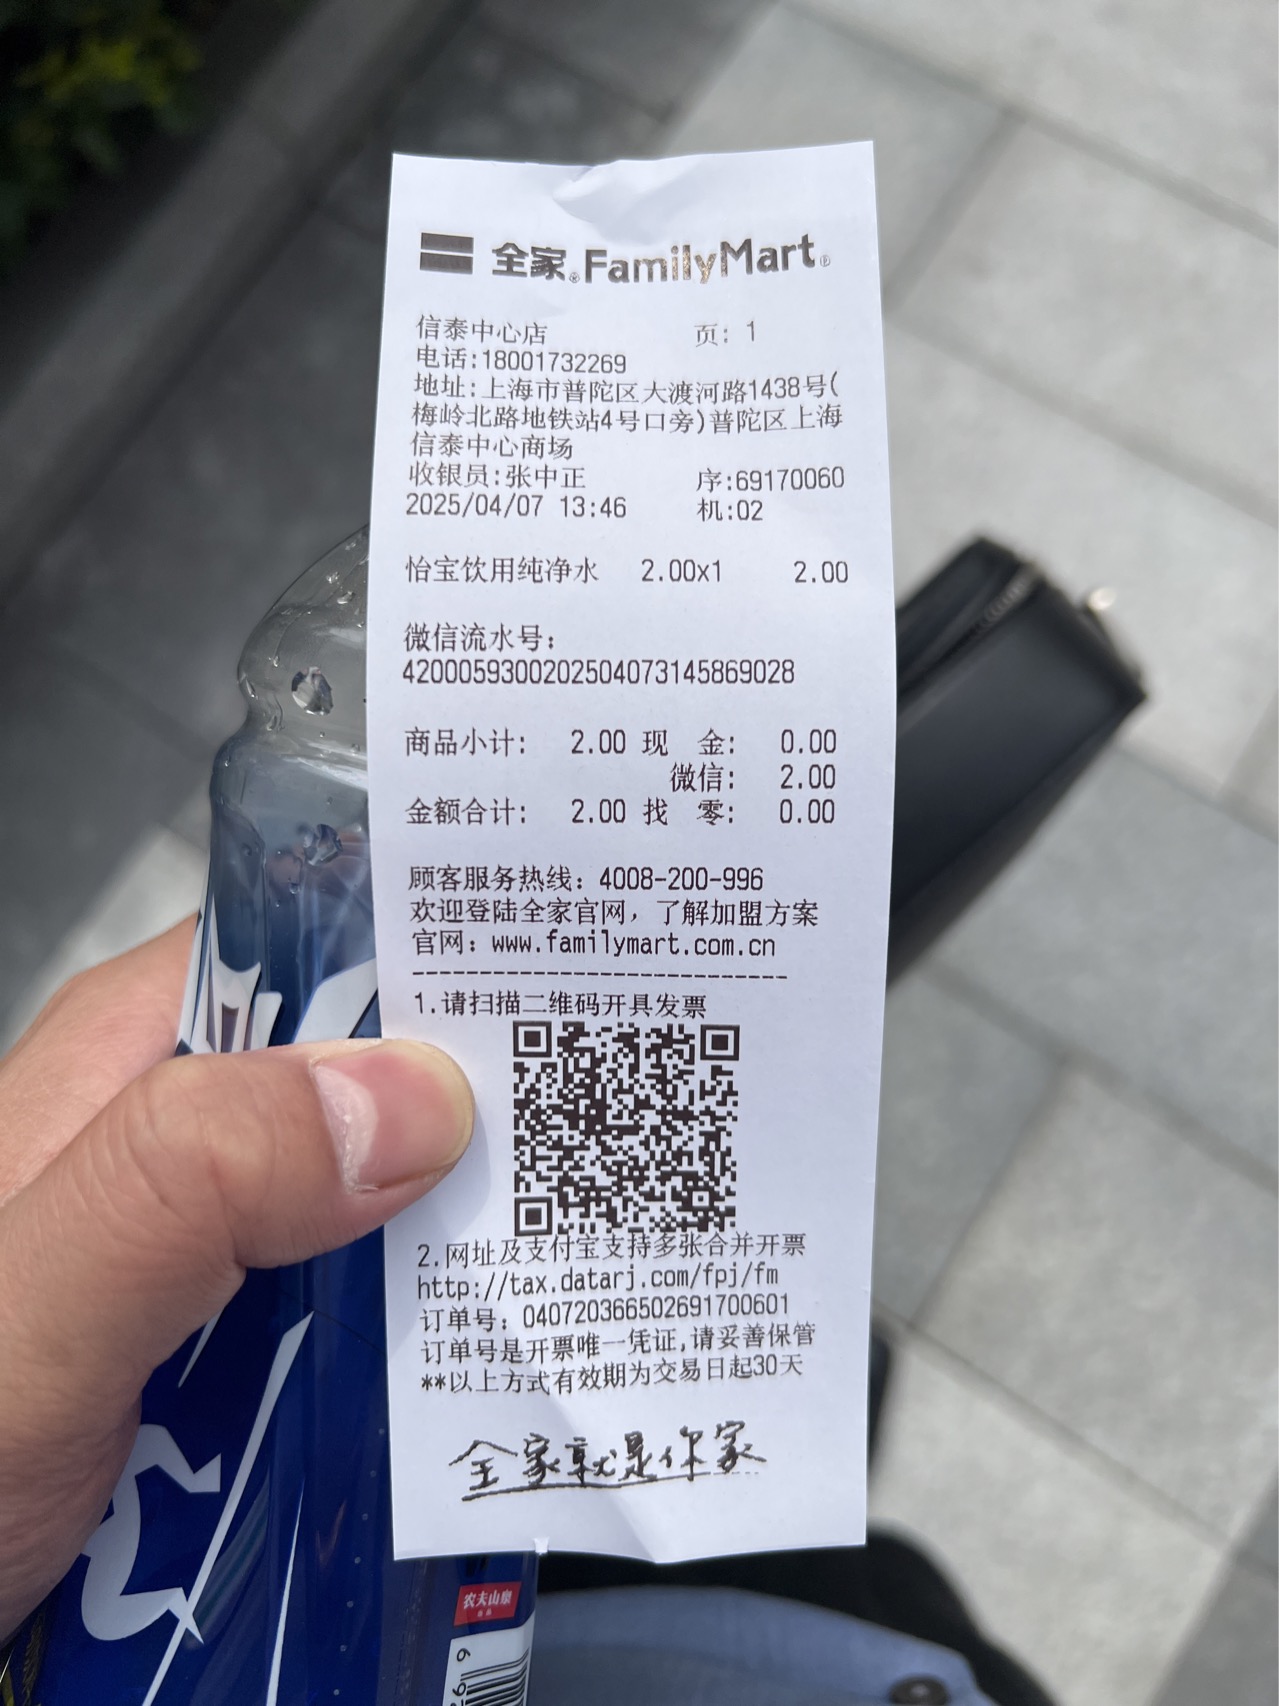 全家®FamilyMart®
信泰中心店 页: 1
电话:18001732269
地址:上海市普陀区大渡河路1438号(
梅岭北路地铁站4号口旁)普陀区上海
信泰中心商场
收银员:张中正 序:69170060
2025/04/07 13:46 机:02
怡宝饮用纯净水 2.00x1 2.00
微信流水号:
4200059300202504073145869028
商品小计: 2.00 现 金: 0.00
微信: 2.00
金额合计: 2.00 找 零: 0.00
顾客服务热线: 4008-200-996
欢迎登陆全家官网, 了解加盟方案
官网: www.familymart.com.cn
-----------------------------
1.请扫描二维码开具发票
2.网址及支付宝支持多张合并开票
http://tax.datarj.com/fpj/fm
订单号: 040720366502691700601
订单号是开票唯一凭证,请妥善保管
**以上方式有效期为交易日起30天
全家就是你家
农夫山泉